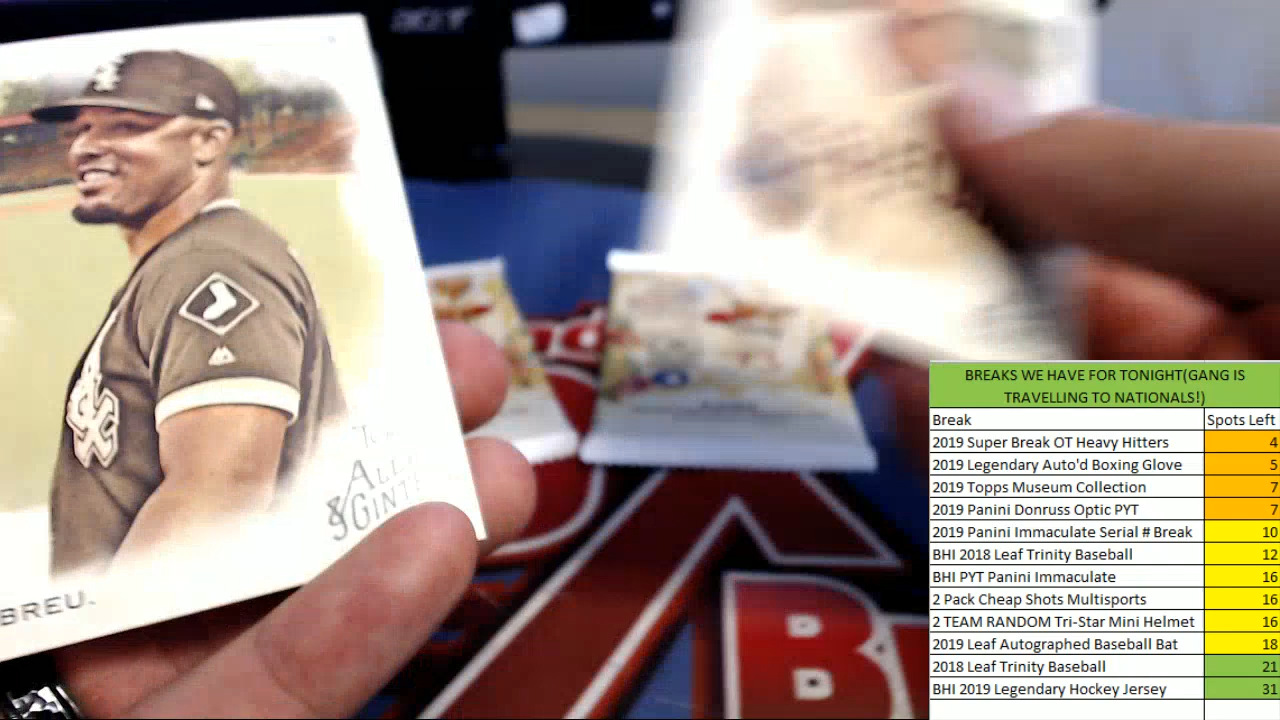 acer
To
ALL
& GINT
BREU.
B
BREAKS WE HAVE FOR TONIGHT(GANG IS
TRAVELLING TO NATIONALS!)
Break Spots Left
2019 Super Break OT Heavy Hitters 4
2019 Legendary Auto'd Boxing Glove 5
2019 Topps Museum Collection 7
2019 Panini Donruss Optic PYT 7
2019 Panini Immaculate Serial # Break 10
BHI 2018 Leaf Trinity Baseball 12
BHI PYT Panini Immaculate 16
2 Pack Cheap Shots Multisports 16
2 TEAM RANDOM Tri-Star Mini Helmet 16
2019 Leaf Autographed Baseball Bat 18
2018 Leaf Trinity Baseball 21
BHI 2019 Legendary Hockey Jersey 31